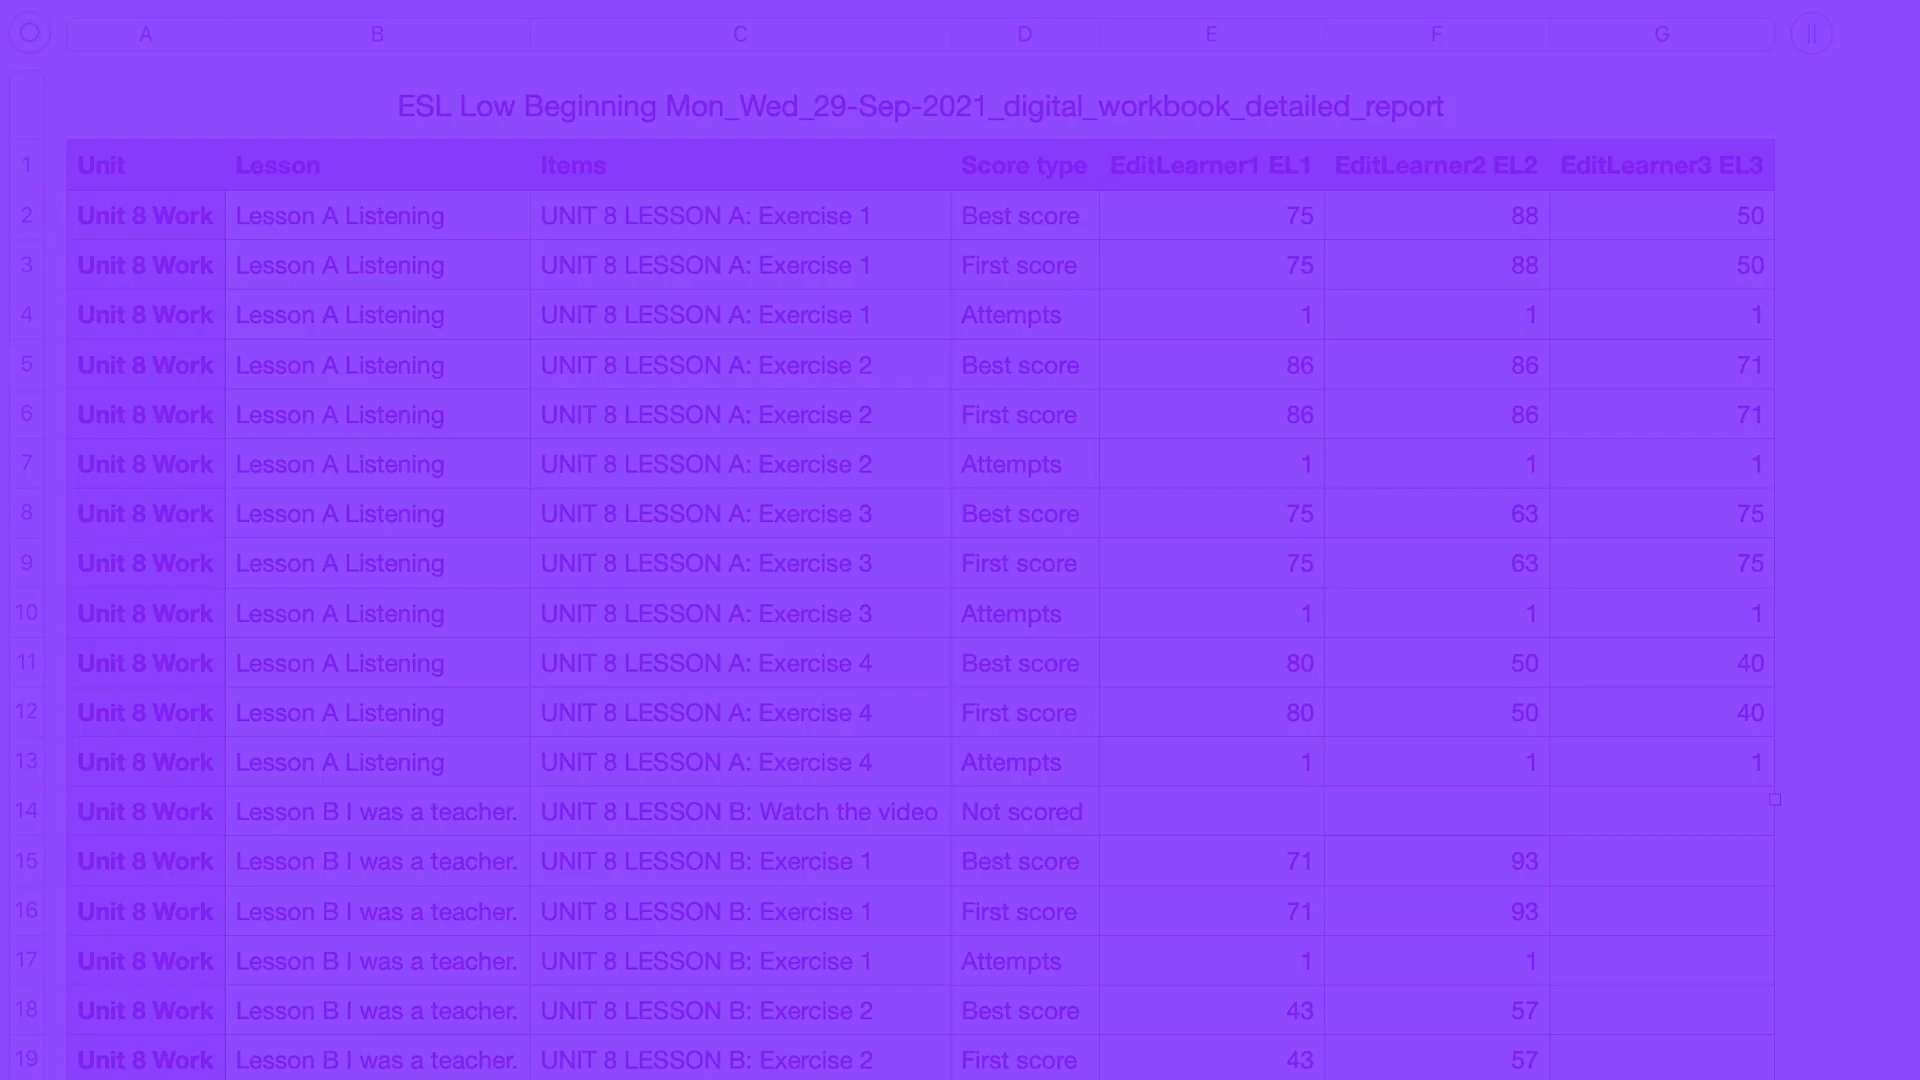 A B C D E F G
ESL Low Beginning Mon_Wed_29-Sep-2021_digital_workbook_detailed_report
1 Unit Lesson Items Score type EditLearner1 EL1 EditLearner2 EL2 EditLearner3 EL3
2 Unit 8 Work Lesson A Listening UNIT 8 LESSON A: Exercise 1 Best score 75 88 50
3 Unit 8 Work Lesson A Listening UNIT 8 LESSON A: Exercise 1 First score 75 88 50
4 Unit 8 Work Lesson A Listening UNIT 8 LESSON A: Exercise 1 Attempts 1 1 1
5 Unit 8 Work Lesson A Listening UNIT 8 LESSON A: Exercise 2 Best score 86 86 71
6 Unit 8 Work Lesson A Listening UNIT 8 LESSON A: Exercise 2 First score 86 86 71
7 Unit 8 Work Lesson A Listening UNIT 8 LESSON A: Exercise 2 Attempts 1 1 1
8 Unit 8 Work Lesson A Listening UNIT 8 LESSON A: Exercise 3 Best score 75 63 75
9 Unit 8 Work Lesson A Listening UNIT 8 LESSON A: Exercise 3 First score 75 63 75
10 Unit 8 Work Lesson A Listening UNIT 8 LESSON A: Exercise 3 Attempts 1 1 1
11 Unit 8 Work Lesson A Listening UNIT 8 LESSON A: Exercise 4 Best score 80 50 40
12 Unit 8 Work Lesson A Listening UNIT 8 LESSON A: Exercise 4 First score 80 50 40
13 Unit 8 Work Lesson A Listening UNIT 8 LESSON A: Exercise 4 Attempts 1 1 1
14 Unit 8 Work Lesson B I was a teacher. UNIT 8 LESSON B: Watch the video Not scored
15 Unit 8 Work Lesson B I was a teacher. UNIT 8 LESSON B: Exercise 1 Best score 71 93
16 Unit 8 Work Lesson B I was a teacher. UNIT 8 LESSON B: Exercise 1 First score 71 93
17 Unit 8 Work Lesson B I was a teacher. UNIT 8 LESSON B: Exercise 1 Attempts 1 1
18 Unit 8 Work Lesson B I was a teacher. UNIT 8 LESSON B: Exercise 2 Best score 43 57
19 Unit 8 Work Lesson B I was a teacher. UNIT 8 LESSON B: Exercise 2 First score 43 57